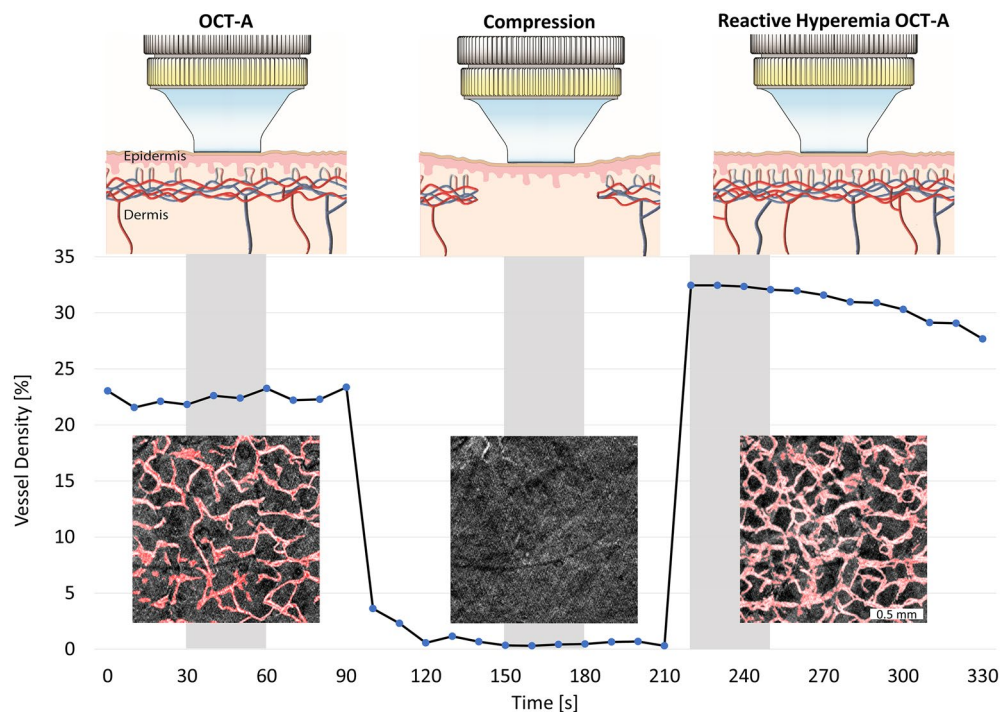 OCT-A
Compression
Reactive Hyperemia OCT-A
Epidermis
Dermis
Vessel Density [%]
35
30
25
20
15
10
5
0
0.5 mm
0 30 60 90 120 150 180 210 240 270 300 330
Time [s]